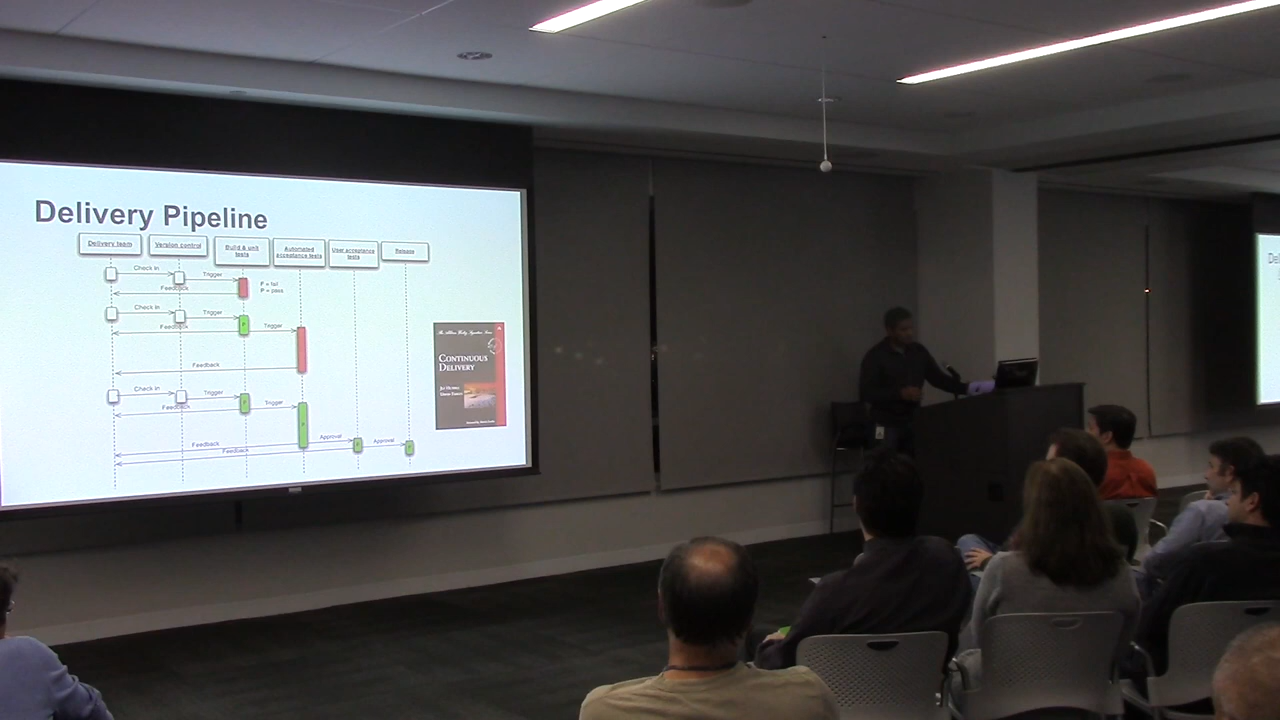 Delivery Pipeline
Delivery team
Version control
Build & unit
tests
Automated
acceptance tests
User acceptance
tests
Release
Check In
Trigger
Feedback
F = fail
P = pass
Check In
Trigger
Feedback
P
Trigger
Feedback
Check In
Trigger
Feedback
P
Trigger
P
Approval
Approval
Feedback
Feedback
CONTINUOUS
DELIVERY
De